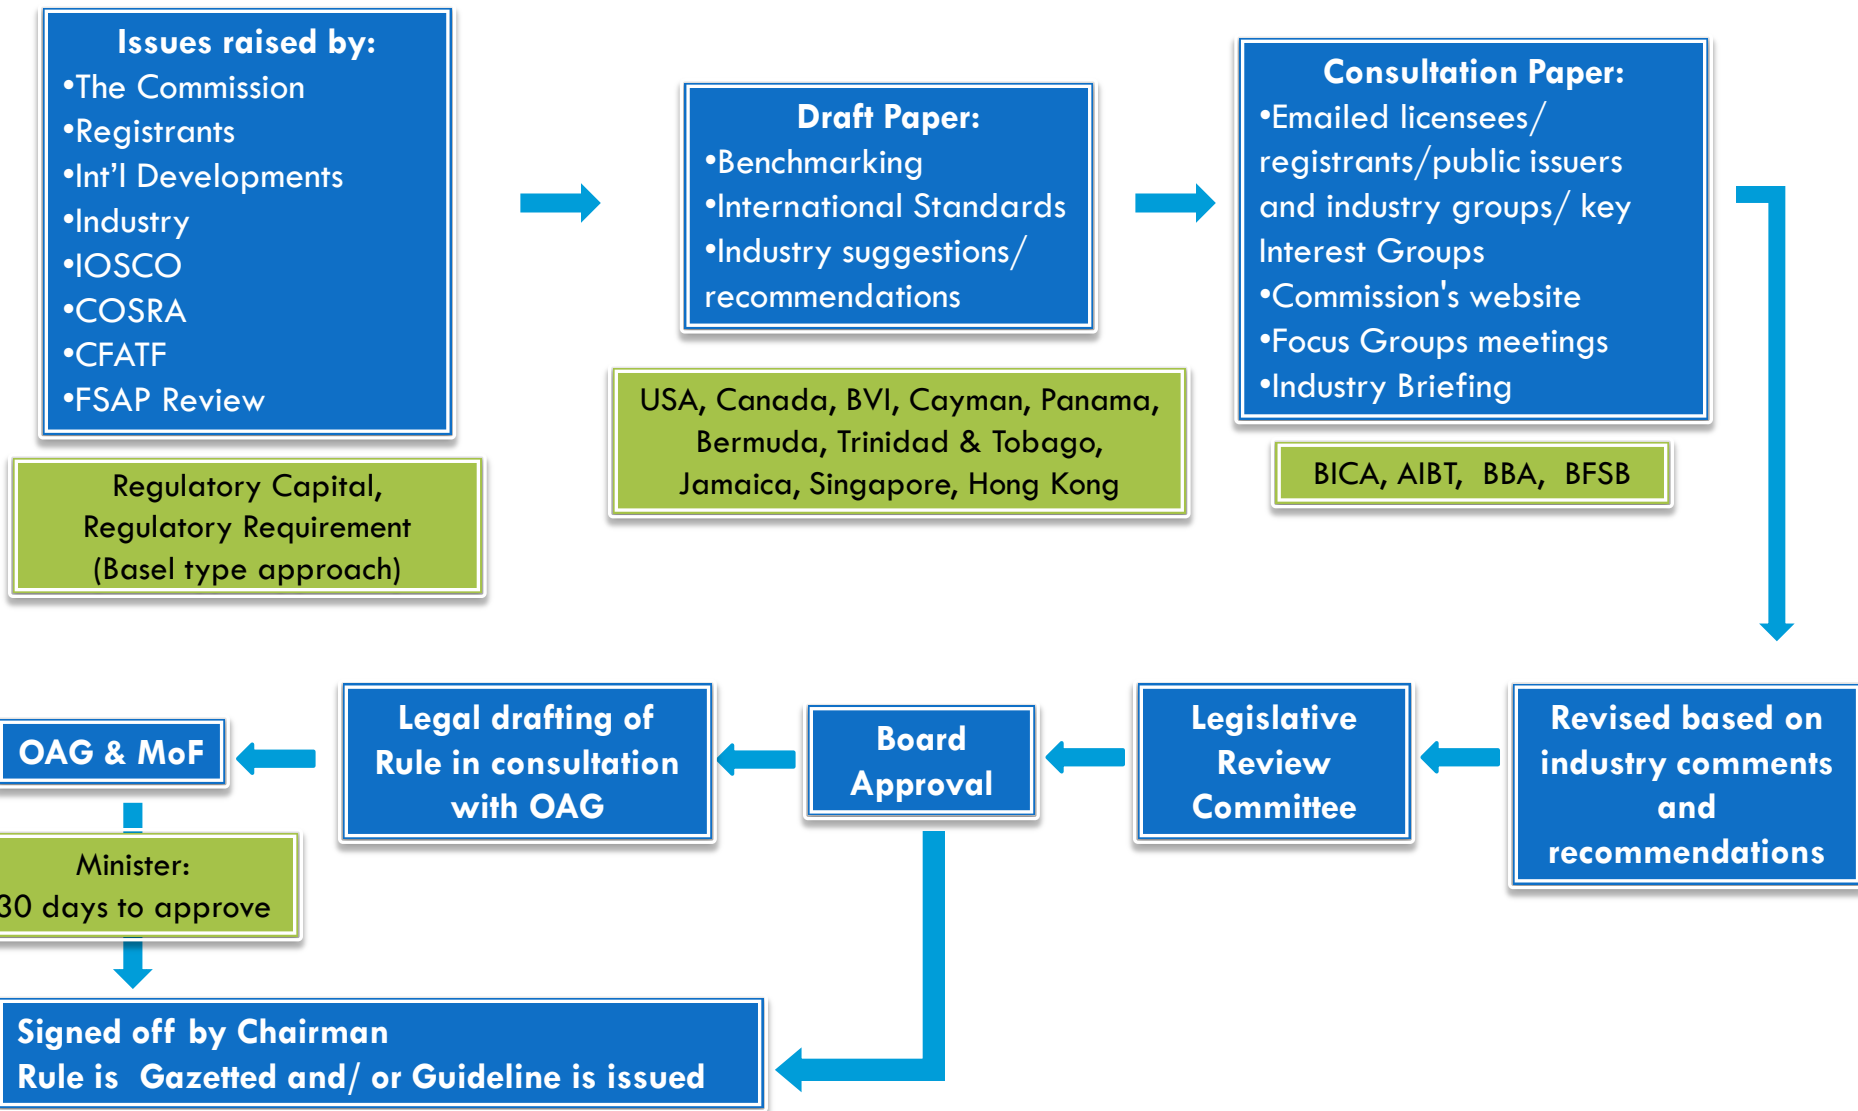 Issues raised by:
•The Commission
•Registrants
•Int'l Developments
•Industry
•IOSCO
•COSRA
•CFATF
•FSAP Review
Regulatory Capital,
Regulatory Requirement
(Basel type approach)
Draft Paper:
•Benchmarking
•International Standards
•Industry suggestions/
recommendations
USA, Canada, BVI, Cayman, Panama,
Bermuda, Trinidad & Tobago,
Jamaica, Singapore, Hong Kong
Consultation Paper:
•Emailed licensees/
registrants/public issuers
and industry groups/ key
Interest Groups
•Commission's website
•Focus Groups meetings
•Industry Briefing
BICA, AIBT, BBA, BFSB
Revised based on
industry comments
and
recommendations
Legislative
Review
Committee
Board
Approval
Legal drafting of
Rule in consultation
with OAG
OAG & MoF
Minister:
30 days to approve
Signed off by Chairman
Rule is Gazetted and/ or Guideline is issued